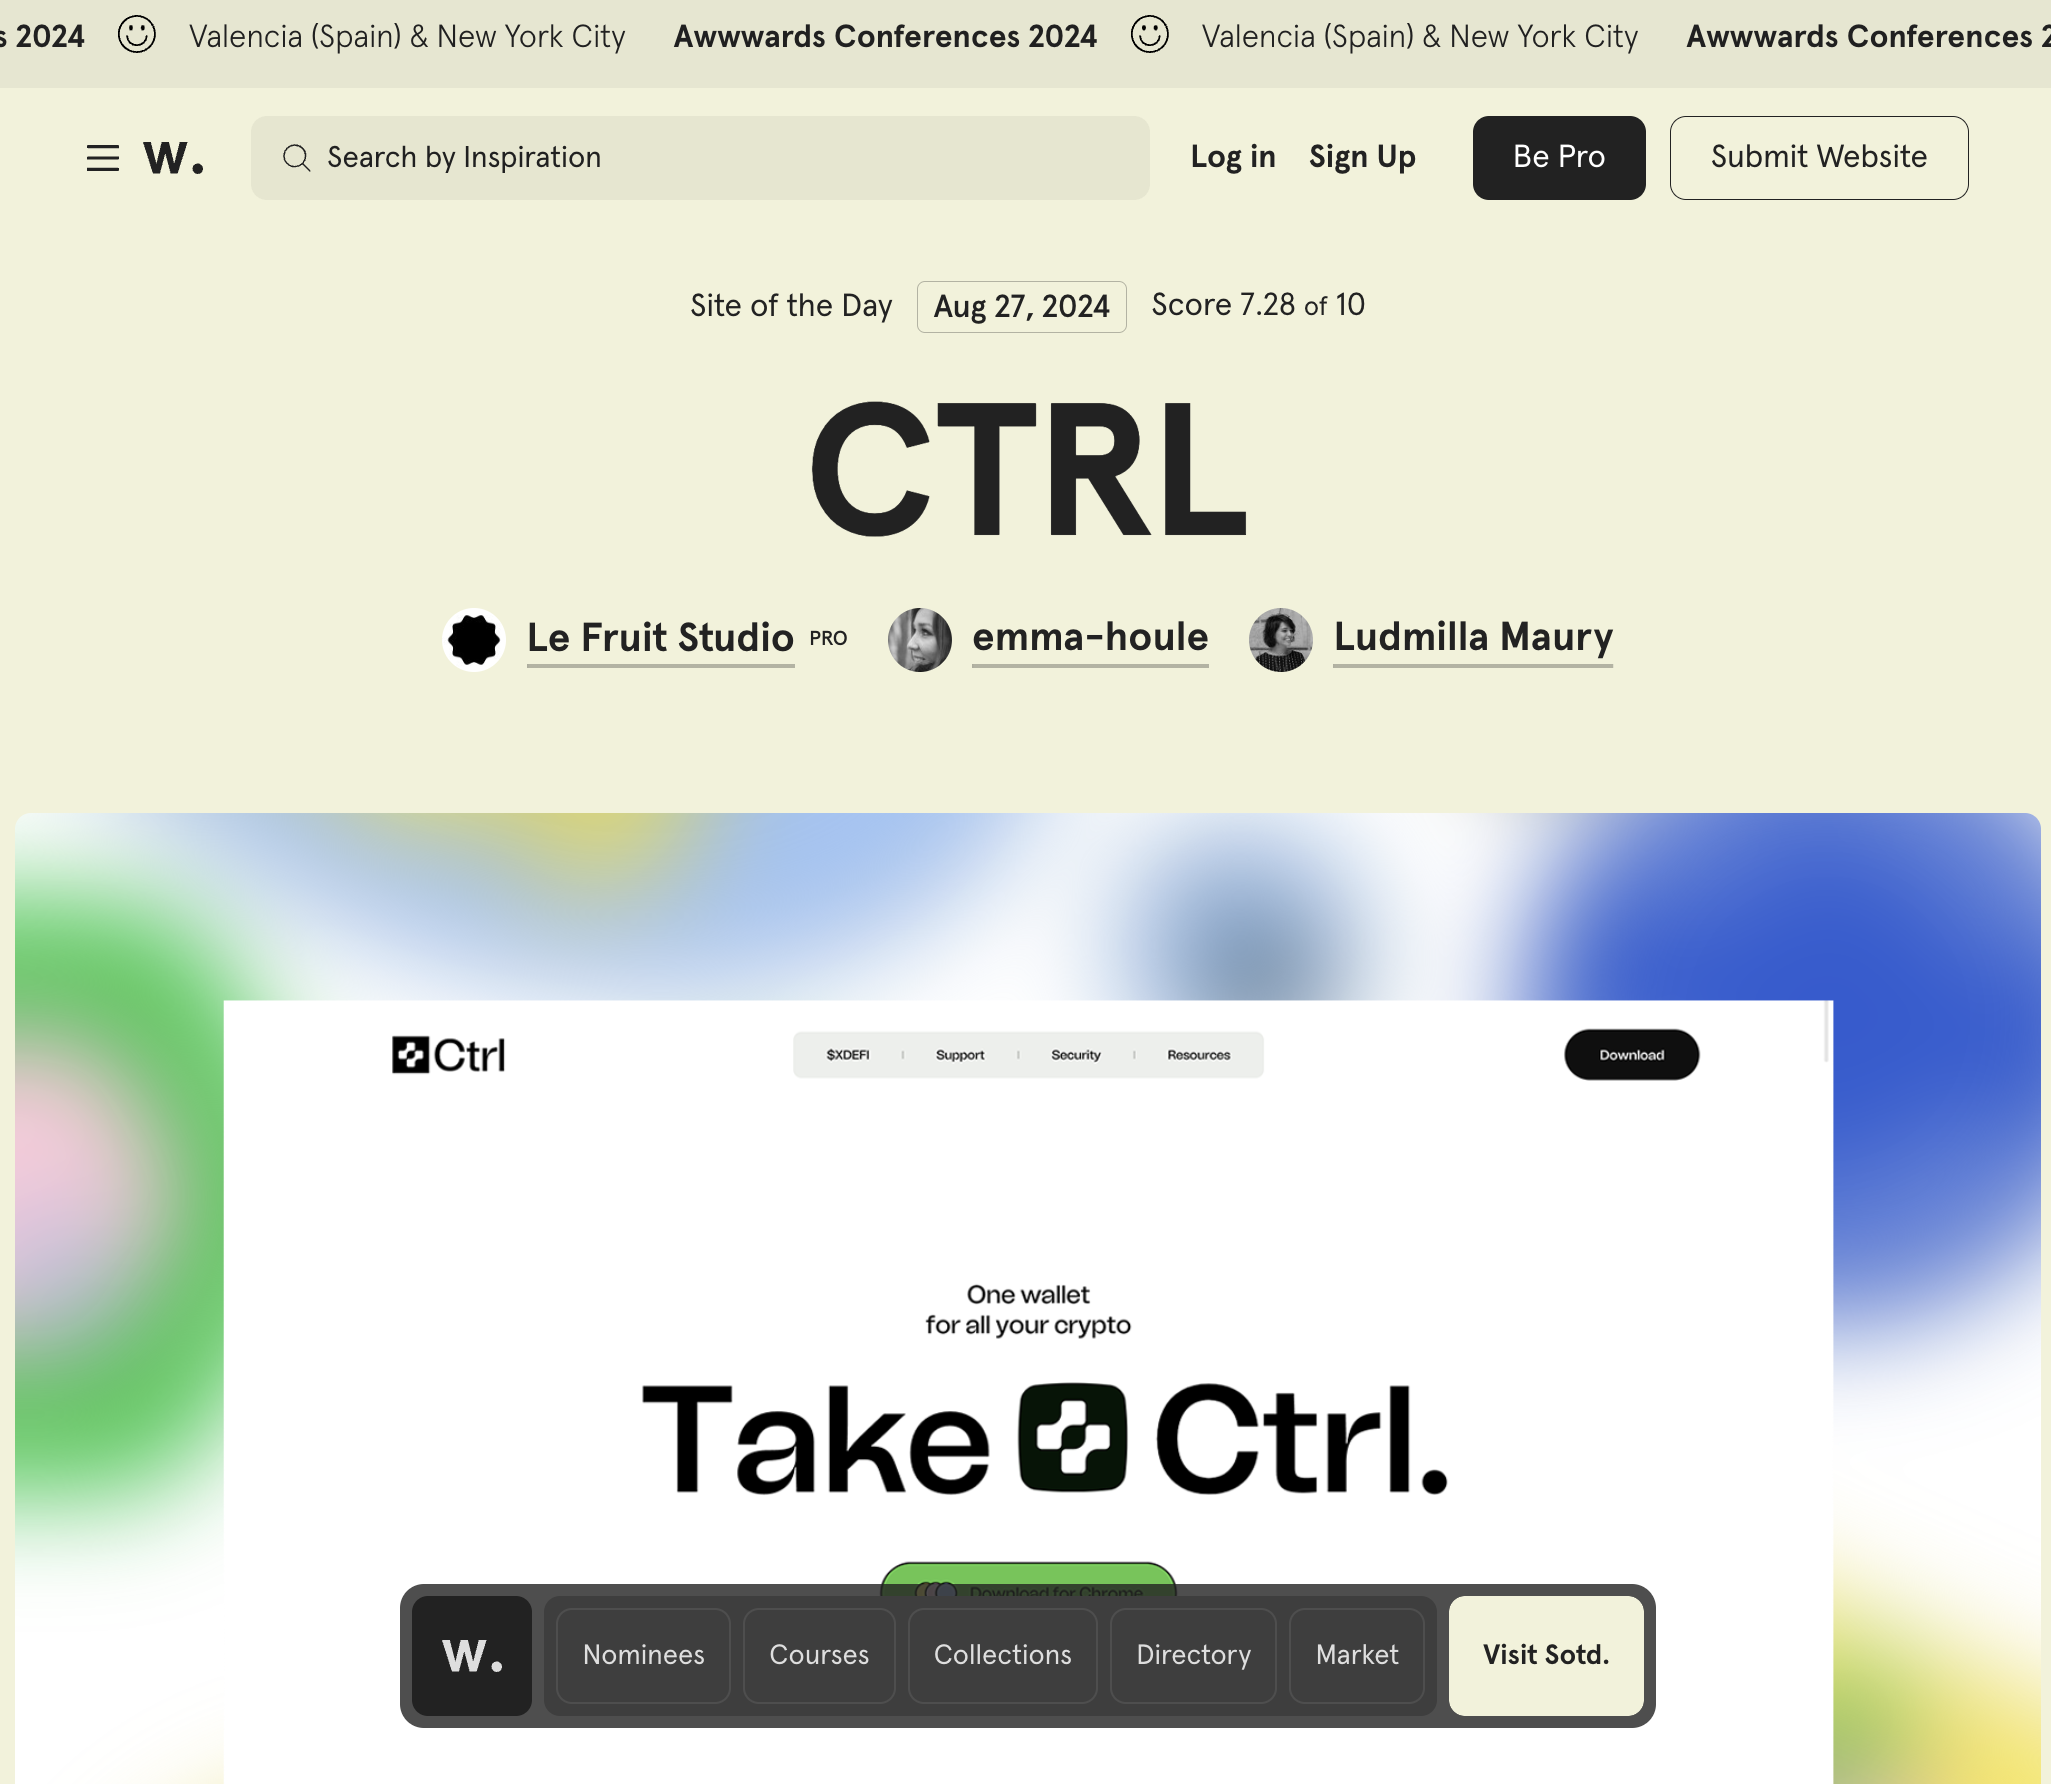 s 2024 Valencia (Spain) & New York City Awwwards Conferences 2024 Valencia (Spain) & New York City Awwwards Conferences 2
W. Search by Inspiration Log in Sign Up Be Pro Submit Website
Site of the Day Aug 27, 2024 Score 7.28 of 10
CTRL
Le Fruit Studio PRO emma-houle Ludmilla Maury
Ctrl $XDEFI Support Security Resources Download
One wallet
for all your crypto
Take Ctrl.
Download for Chrome
W. Nominees Courses Collections Directory Market Visit Sotd.